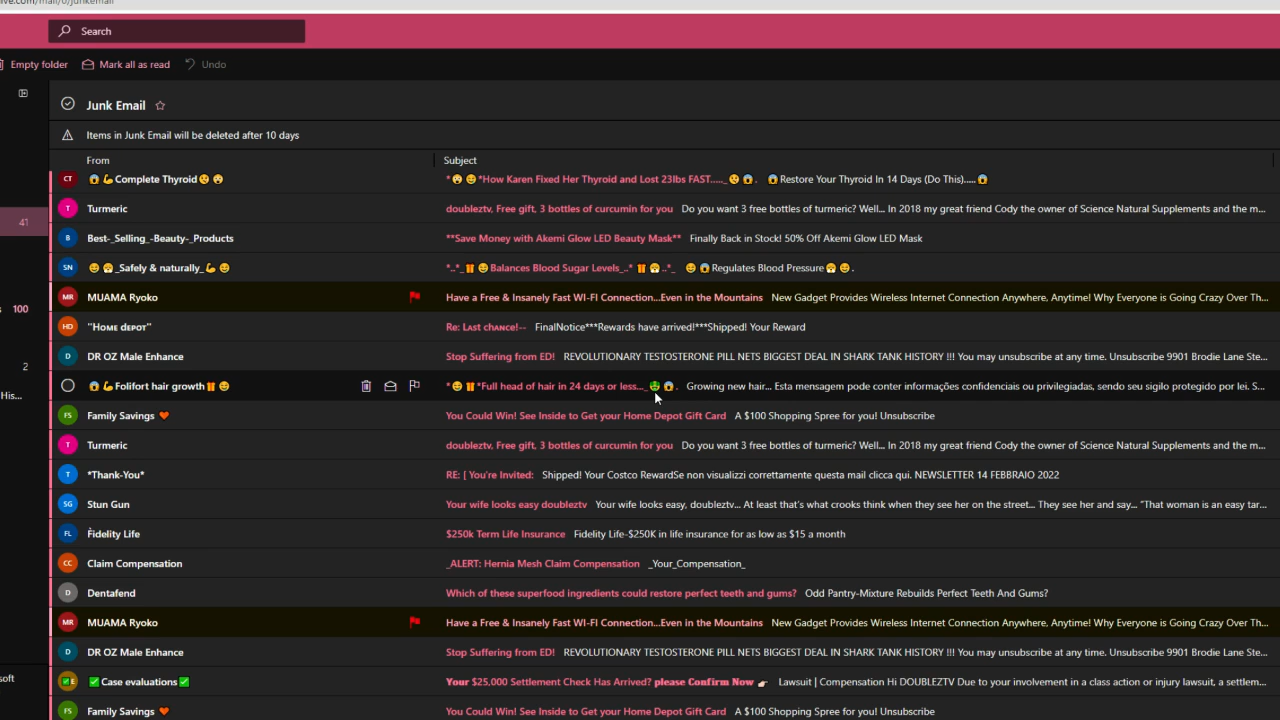 live.com/mail/0/junkemail
Search
Empty folder Mark all as read Undo
Junk Email
Items in Junk Email will be deleted after 10 days
From Subject
CT 😱💪Complete Thyroid🤨😲 *😲😊*How Karen Fixed Her Thyroid and Lost 23lbs FAST....._🤨😱. 😱Restore Your Thyroid In 14 Days (Do This).....😱
T Turmeric doubleztv, Free gift, 3 bottles of curcumin for you Do you want 3 free bottles of turmeric? Well... In 2018 my great friend Cody the owner of Science Natural Supplements and the m...
41
B Best-_Selling_-Beauty-_Products **Save Money with Akemi Glow LED Beauty Mask** Finally Back in Stock! 50% Off Akemi Glow LED Mask
SN 😊😤_Safely & naturally_💪😊 *..*_🎁😊Balances Blood Sugar Levels_..*🎁😤..*_ 😊😱Regulates Blood Pressure😤😊.
MR MUAMA Ryoko Have a Free & Insanely Fast WI-FI Connection...Even in the Mountains New Gadget Provides Wireless Internet Connection Anywhere, Anytime! Why Everyone is Going Crazy Over Th...
100
HD "Hᴏᴍᴇ ᴅᴇᴘᴏᴛ" Re: Lᴀsᴛ ᴄʜᴀɴᴄᴇ!-- FinalNotice***Rewards have arrived!***Shipped! Your Reward
D DR OZ Male Enhance Stop Suffering from ED! REVOLUTIONARY TESTOSTERONE PILL NETS BIGGEST DEAL IN SHARK TANK HISTORY !!! You may unsubscribe at any time. Unsubscribe 9901 Brodie Lane Ste...
2
😱💪Folifort hair growth🎁😊 *😊🎁*Full head of hair in 24 days or less..._🤮😱. Growing new hair... Esta mensagem pode conter informações confidenciais ou privilegiadas, sendo seu sigilo protegido por lei. S...
His...
FS Family Savings ❤ You Could Win! See Inside to Get your Home Depot Gift Card A $100 Shopping Spree for you! Unsubscribe
T Turmeric doubleztv, Free gift, 3 bottles of curcumin for you Do you want 3 free bottles of turmeric? Well... In 2018 my great friend Cody the owner of Science Natural Supplements and the m...
T *Thank-You* RE: [ You're Invited: Shipped! Your Costco RewardSe non visualizzi correttamente questa mail clicca qui. NEWSLETTER 14 FEBBRAIO 2022
SG Stun Gun Your wife looks easy doubleztv Your wife looks easy, doubleztv... At least that's what crooks think when they see her on the street... They see her and say... "That woman is an easy tar...
FL Fidelity Life $250k Term Life Insurance Fidelity Life-$250K in life insurance for as low as $15 a month
CC Claim Compensation _ALERT: Hernia Mesh Claim Compensation _Your_Compensation_
D Dentafend Which of these superfood ingredients could restore perfect teeth and gums? Odd Pantry-Mixture Rebuilds Perfect Teeth And Gums?
MR MUAMA Ryoko Have a Free & Insanely Fast WI-FI Connection...Even in the Mountains New Gadget Provides Wireless Internet Connection Anywhere, Anytime! Why Everyone is Going Crazy Over Th...
D DR OZ Male Enhance Stop Suffering from ED! REVOLUTIONARY TESTOSTERONE PILL NETS BIGGEST DEAL IN SHARK TANK HISTORY !!! You may unsubscribe at any time. Unsubscribe 9901 Brodie Lane Ste...
soft
✅E ✅Case evaluations✅ Your $25.000 Settlement Check Has Arrived? please Confirm Now 👉 Lawsuit | Compensation Hi DOUBLEZTV Due to your involvement in a class action or injury lawsuit, a settlem...
FS Family Savings ❤ You Could Win! See Inside to Get your Home Depot Gift Card A $100 Shopping Spree for you! Unsubscribe